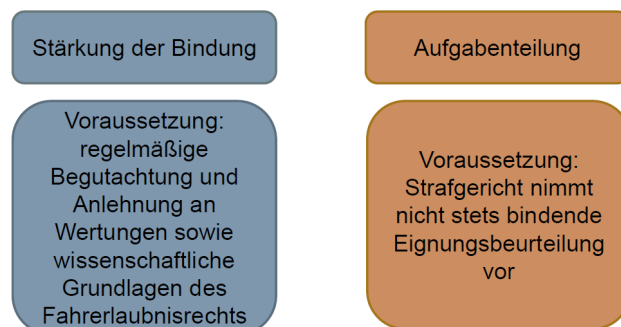 Stärkung der Bindung
Aufgabenteilung
Voraussetzung:
regelmäßige
Begutachtung und
Anlehnung an
Wertungen sowie
wissenschaftliche
Grundlagen des
Fahrerlaubnisrechts
Voraussetzung:
Strafgericht nimmt
nicht stets bindende
Eignungsbeurteilung
vor